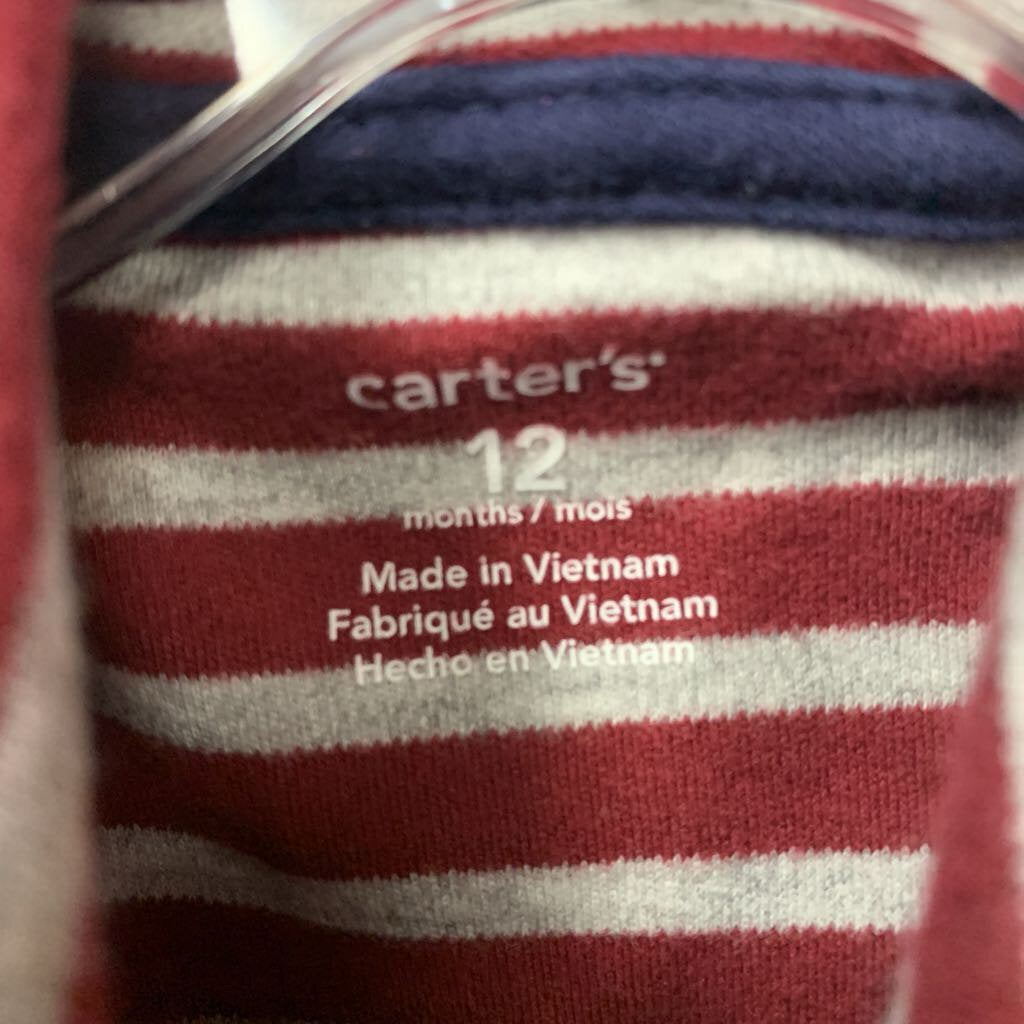 carter's
12
months / mois
Made in Vietnam
Fabriqué au Vietnam
Hecho en Vietnam